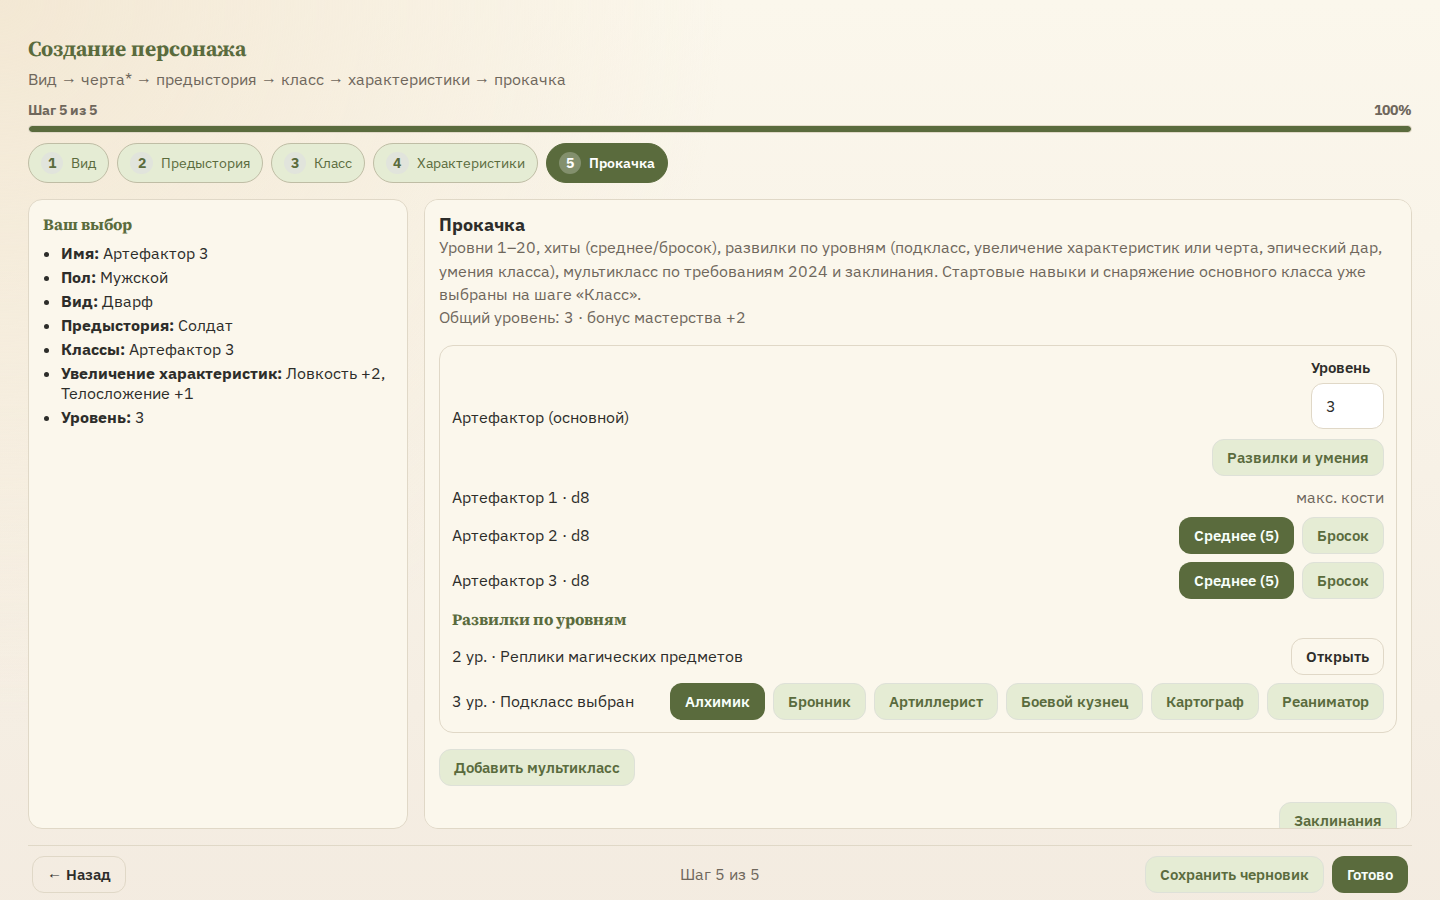 Создание персонажа
Вид → черта* → предыстория → класс → характеристики → прокачка
Шаг 5 из 5
100%
1 Вид
2 Предыстория
3 Класс
4 Характеристики
5 Прокачка
Ваш выбор
Имя: Артефактор 3
Пол: Мужской
Вид: Дварф
Предыстория: Солдат
Классы: Артефактор 3
Увеличение характеристик: Ловкость +2,
Телосложение +1
Уровень: 3
Прокачка
Уровни 1–20, хиты (среднее/бросок), развилки по уровням (подкласс, увеличение характеристик или черта, эпический дар,
умения класса), мультикласс по требованиям 2024 и заклинания. Стартовые навыки и снаряжение основного класса уже
выбраны на шаге «Класс».
Общий уровень: 3 · бонус мастерства +2
Уровень
Артефактор (основной)
3
Развилки и умения
Артефактор 1 · d8
макс. кости
Артефактор 2 · d8
Среднее (5)
Бросок
Артефактор 3 · d8
Среднее (5)
Бросок
Развилки по уровням
2 ур. · Реплики магических предметов
Открыть
3 ур. · Подкласс выбран
Алхимик
Бронник
Артиллерист
Боевой кузнец
Картограф
Реаниматор
Добавить мультикласс
Заклинания
← Назад
Шаг 5 из 5
Сохранить черновик
Готово